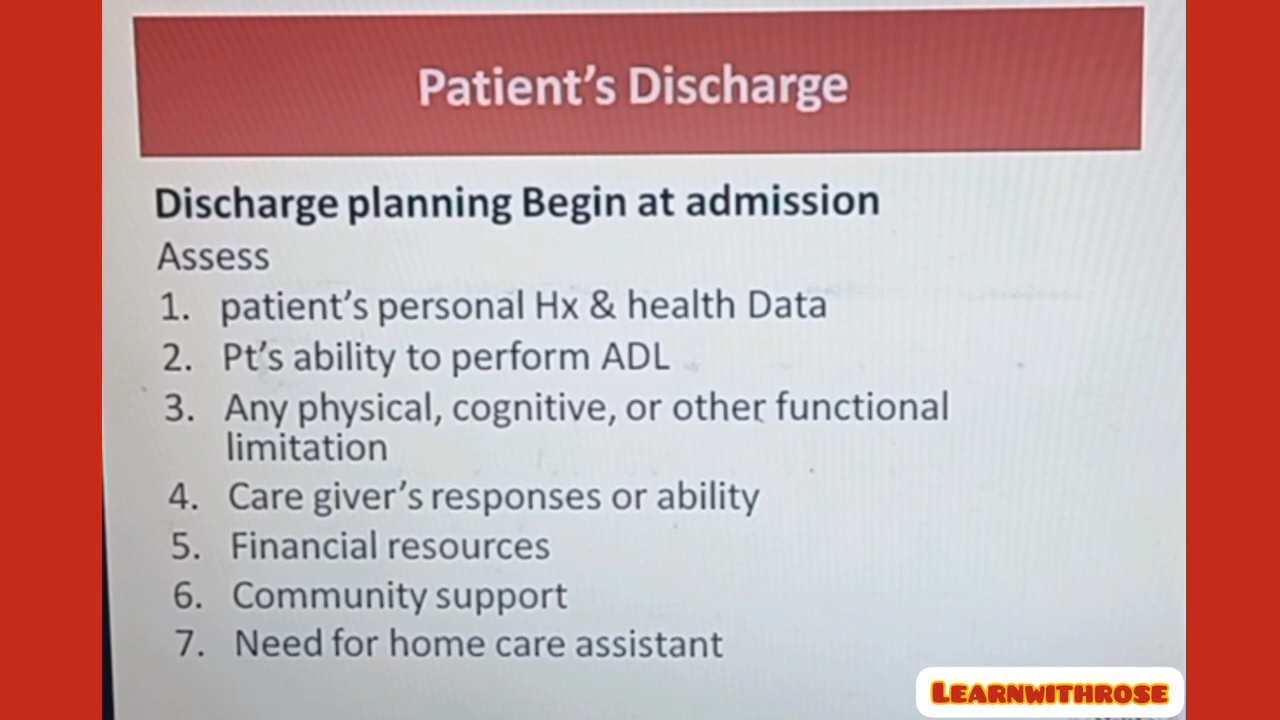 Patient's Discharge
Discharge planning Begin at admission
Assess
1. patient's personal Hx & health Data
2. Pt's ability to perform ADL
3. Any physical, cognitive, or other functional
limitation
4. Care giver's responses or ability
5. Financial resources
6. Community support
7. Need for home care assistant
LEARNWITHROSE